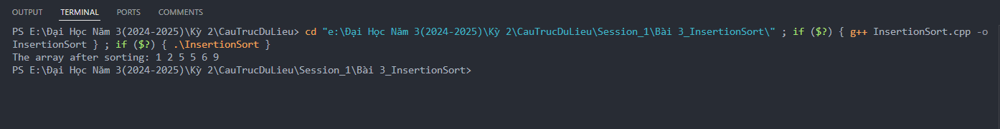 OUTPUT TERMINAL PORTS COMMENTS
PS E:\Đại Học Năm 3(2024-2025)\Kỳ 2\CauTrucDuLieu> cd "e:\Đại Học Năm 3(2024-2025)\Kỳ 2\CauTrucDuLieu\Session_1\Bài 3_InsertionSort\" ; if ($?) { g++ InsertionSort.cpp -o
InsertionSort } ; if ($?) { .\InsertionSort }
The array after sorting: 1 2 5 5 6 9
PS E:\Đại Học Năm 3(2024-2025)\Kỳ 2\CauTrucDuLieu\Session_1\Bài 3_InsertionSort>